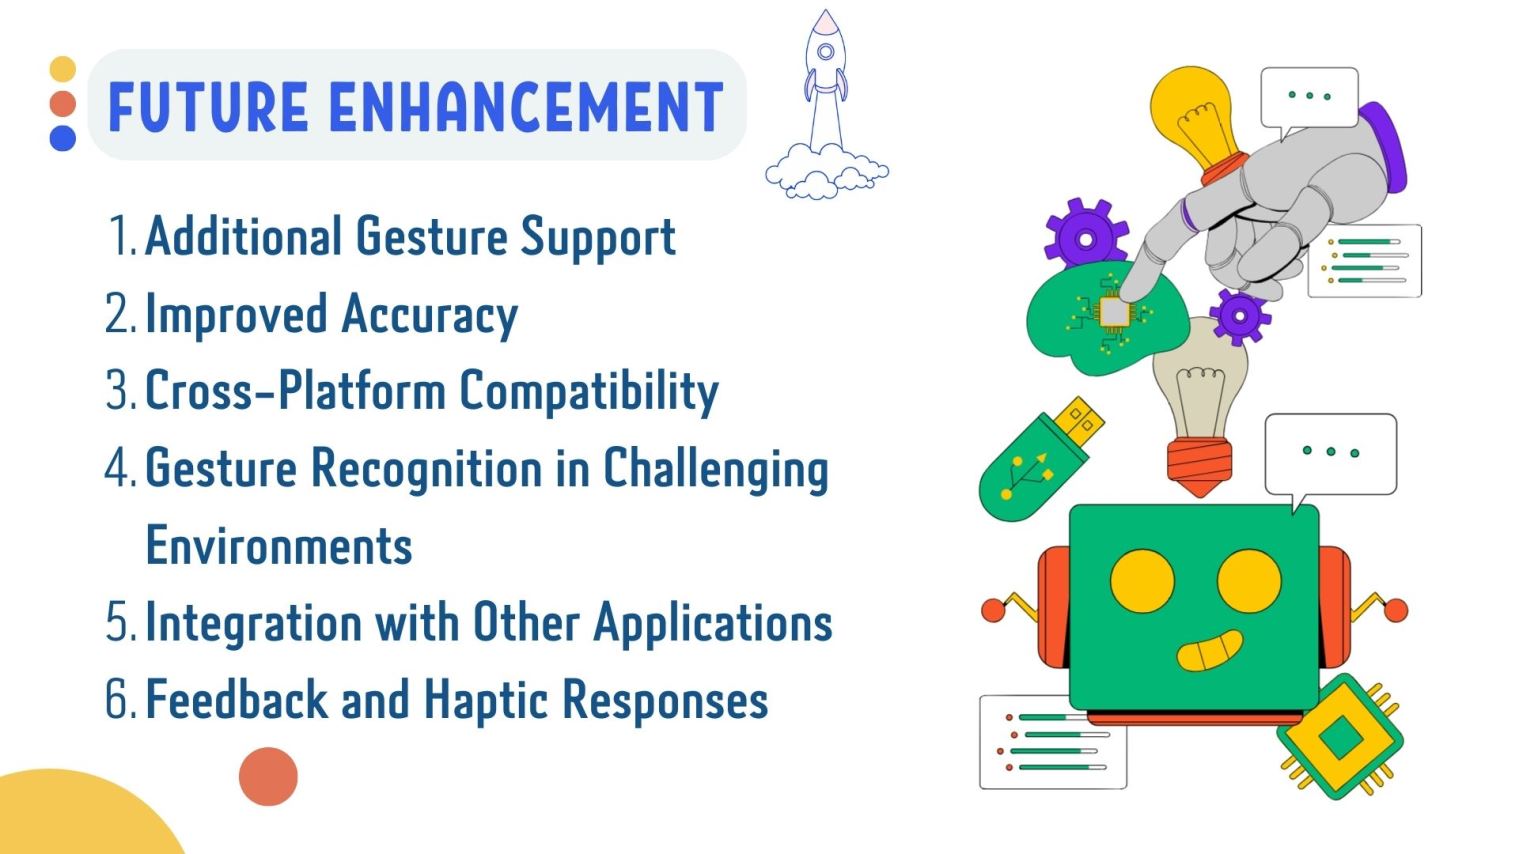 FUTURE ENHANCEMENT
1. Additional Gesture Support
2. Improved Accuracy
3. Cross-Platform Compatibility
4. Gesture Recognition in Challenging
Environments
5. Integration with Other Applications
6. Feedback and Haptic Responses